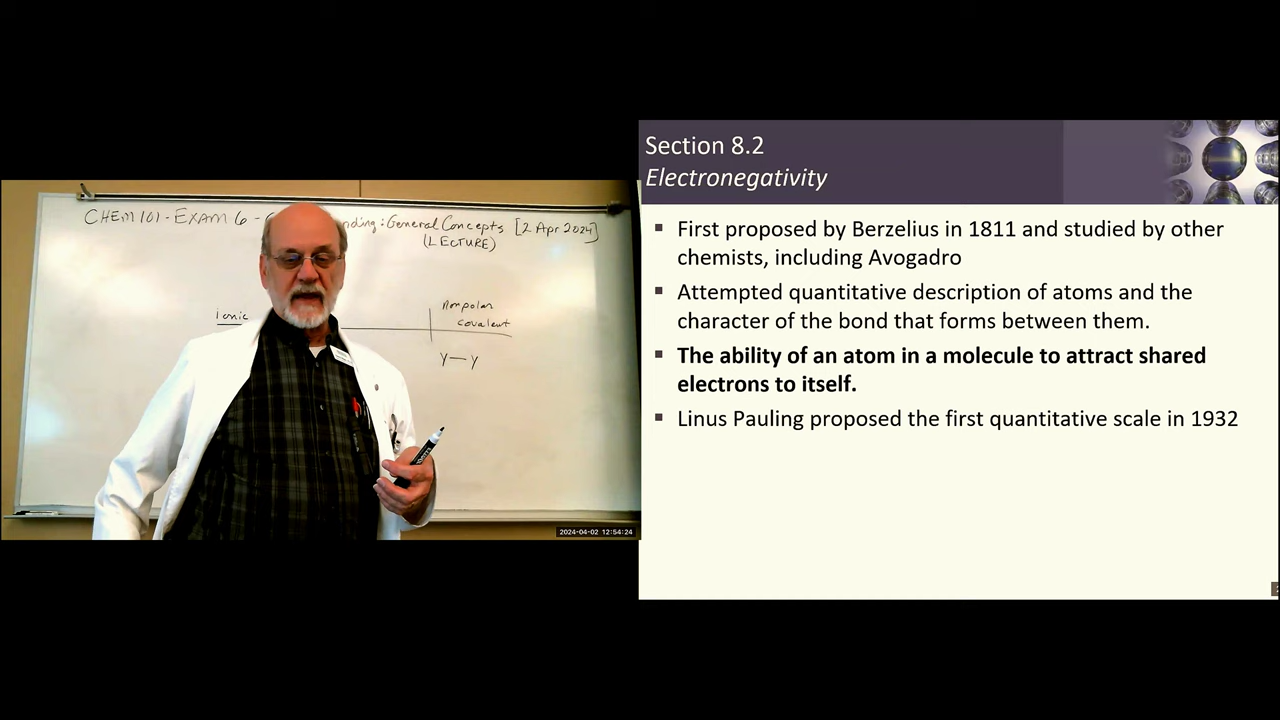 CHEM 101 - EXAM 6 - nding: General Concepts [2 Apr 2024]
(LECTURE)
ionic
Nonpolar
covalent
Y—Y
2024-04-02 12:54:24
Section 8.2
Electronegativity
▪ First proposed by Berzelius in 1811 and studied by other
chemists, including Avogadro
▪ Attempted quantitative description of atoms and the
character of the bond that forms between them.
▪ The ability of an atom in a molecule to attract shared
electrons to itself.
▪ Linus Pauling proposed the first quantitative scale in 1932